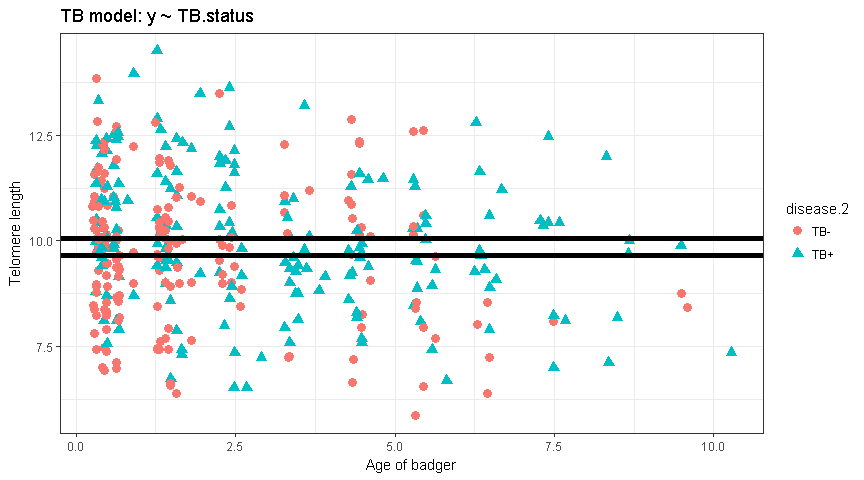 TB model: y ~ TB.status
Telomere length
12.5
10.0
7.5
0.0 2.5 5.0 7.5 10.0
Age of badger
disease.2
TB-
TB+